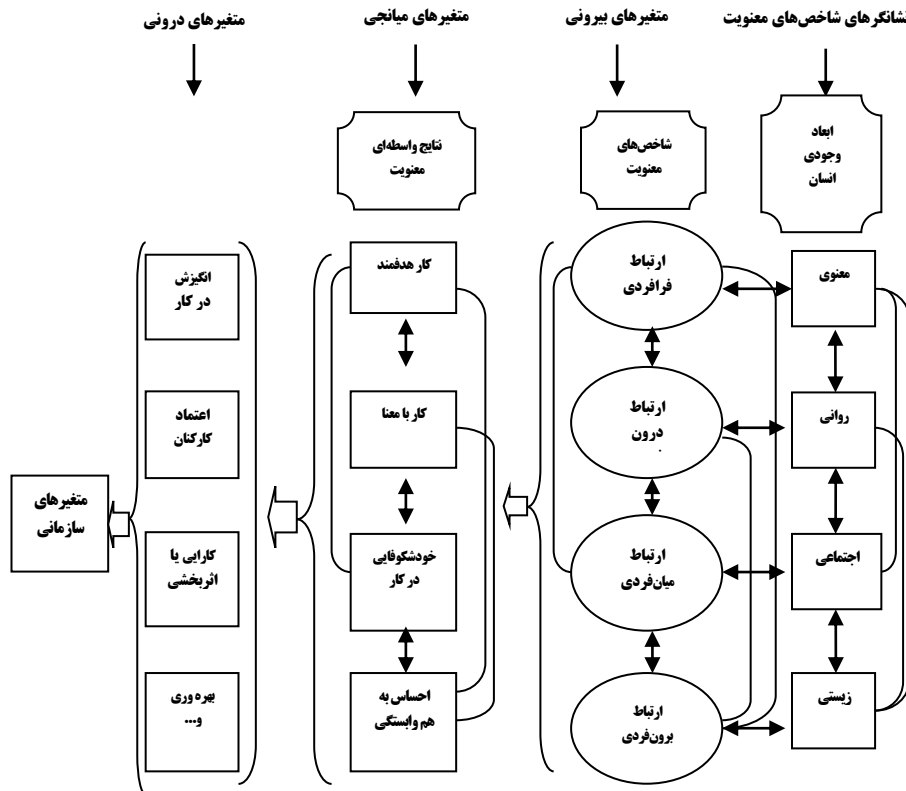 نشانگرهای شاخص‌های معنویت
متغیرهای بیرونی
متغیرهای میانجی
متغیرهای درونی
ابعاد
وجودی
انسان
شاخص‌های
معنویت
نتایج واسطه‌ای
معنویت
معنوی
روانی
اجتماعی
زیستی
ارتباط
فرافردی
ارتباط
درون
ارتباط
میان‌فردی
ارتباط
برون‌فردی
کار هدفمند
کار با معنا
خودشکوفایی
در کار
احساس به
هم وابستگی
انگیزش
در کار
اعتماد
کارکنان
کارایی یا
اثربخشی
بهره وری
و...
متغیرهای
سازمانی